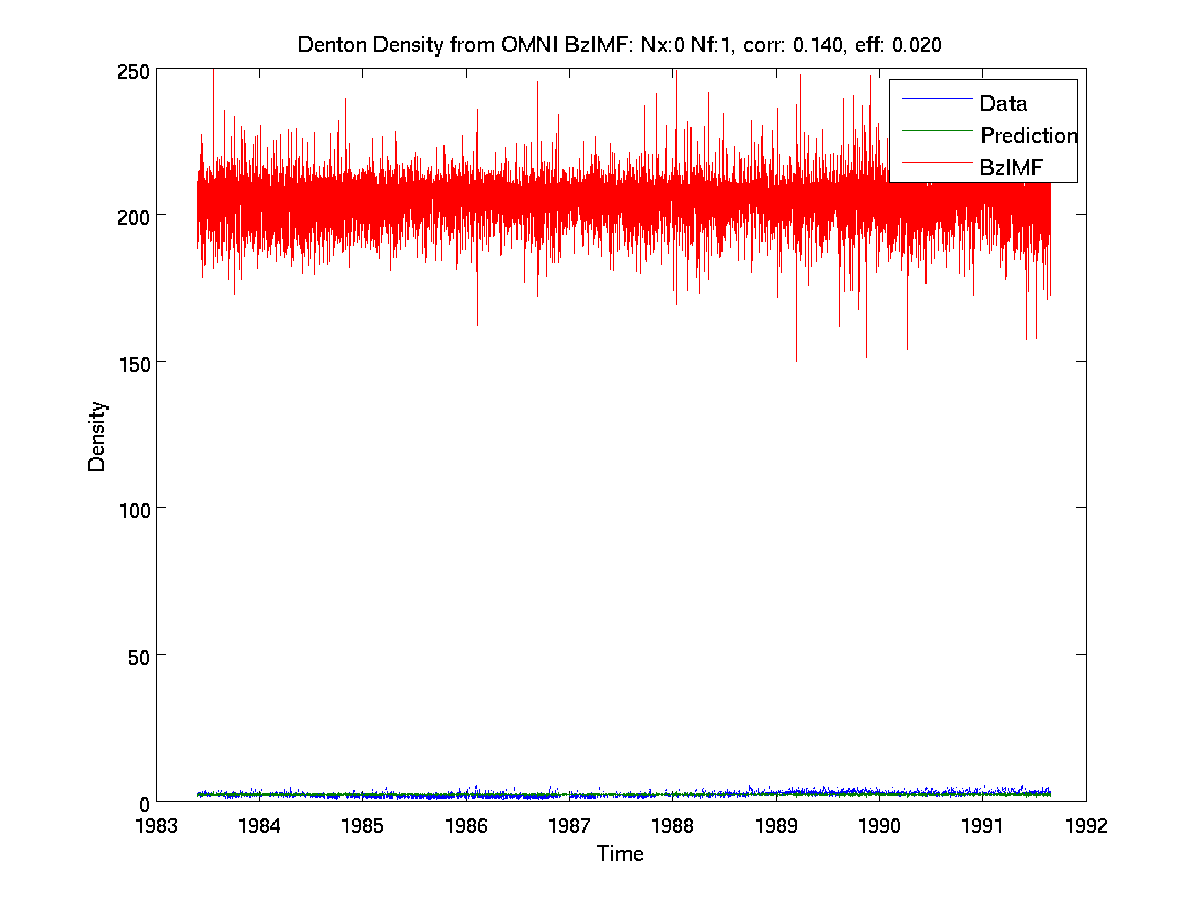 Denton Density from OMNI BzIMF: Nx:0 Nf:1, corr: 0.140, eff: 0.020
250
200
150
100
50
0
Density
Data
Prediction
BzIMF
1983 1984 1985 1986 1987 1988 1989 1990 1991 1992
Time